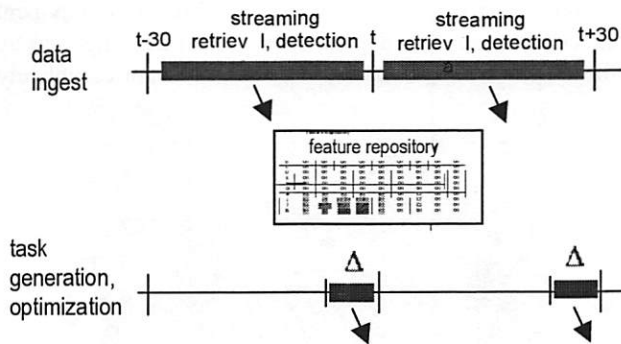 streaming
retriev l, detection
streaming
retriev l, detection
a
t-30
t
t+30
data
ingest
feature repository
task
generation,
optimization
Δ
Δ